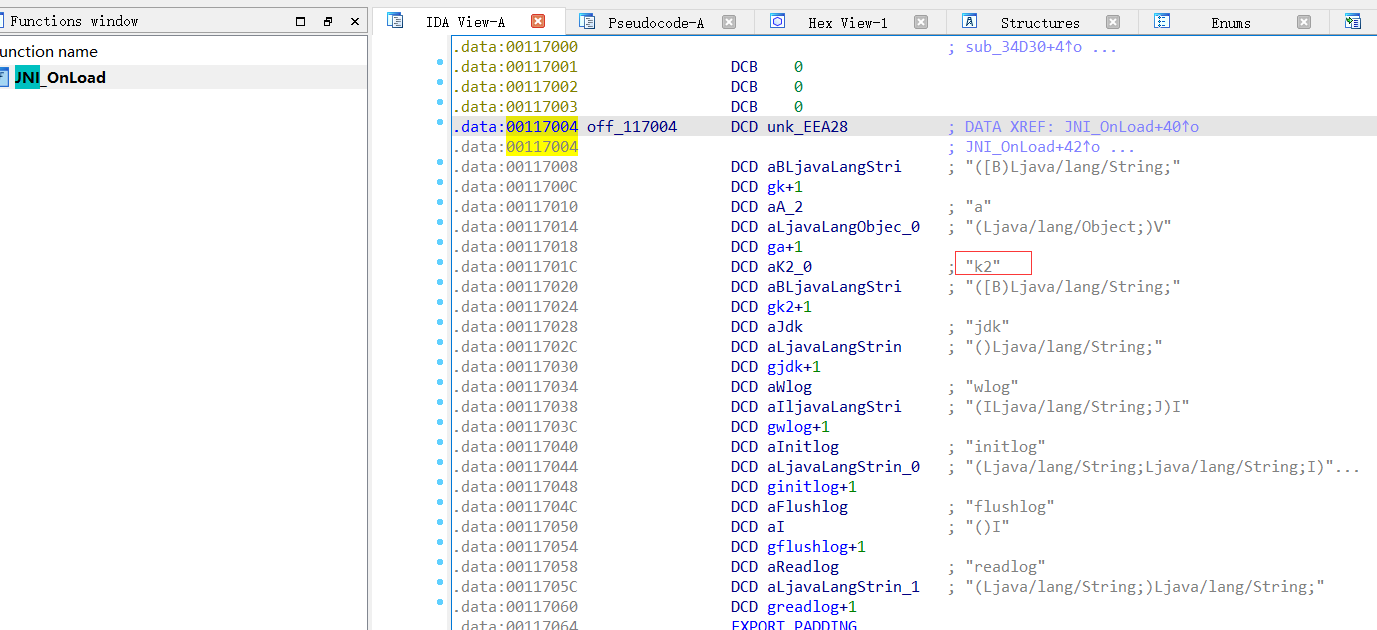 Functions window
IDA View-A
Pseudocode-A
Hex View-1
Structures
Enums
unction name
JNI_OnLoad
.data:00117000 ; sub_34D30+4↑o ...
.data:00117001 DCB 0
.data:00117002 DCB 0
.data:00117003 DCB 0
.data:00117004 off_117004 DCD unk_EEA28 ; DATA XREF: JNI_OnLoad+40↑o
.data:00117004 ; JNI_OnLoad+42↑o ...
.data:00117008 DCD aBLjavaLangStri ; "([B)Ljava/lang/String;"
.data:0011700C DCD gk+1
.data:00117010 DCD aA_2 ; "a"
.data:00117014 DCD aLjavaLangObjec_0 ; "(Ljava/lang/Object;)V"
.data:00117018 DCD ga+1
.data:0011701C DCD aK2_0 ; "k2"
.data:00117020 DCD aBLjavaLangStri ; "([B)Ljava/lang/String;"
.data:00117024 DCD gk2+1
.data:00117028 DCD aJdk ; "jdk"
.data:0011702C DCD aLjavaLangStrin ; "()Ljava/lang/String;"
.data:00117030 DCD gjdk+1
.data:00117034 DCD aWlog ; "wlog"
.data:00117038 DCD aIljavaLangStri ; "(ILjava/lang/String;J)I"
.data:0011703C DCD gwlog+1
.data:00117040 DCD aInitlog ; "initlog"
.data:00117044 DCD aLjavaLangStrin_0 ; "(Ljava/lang/String;Ljava/lang/String;I)"...
.data:00117048 DCD ginitlog+1
.data:0011704C DCD aFlushlog ; "flushlog"
.data:00117050 DCD aI ; "()I"
.data:00117054 DCD gflushlog+1
.data:00117058 DCD aReadlog ; "readlog"
.data:0011705C DCD aLjavaLangStrin_1 ; "(Ljava/lang/String;)Ljava/lang/String;"
.data:00117060 DCD greadlog+1
.data:00117064 EXPORT PADDING